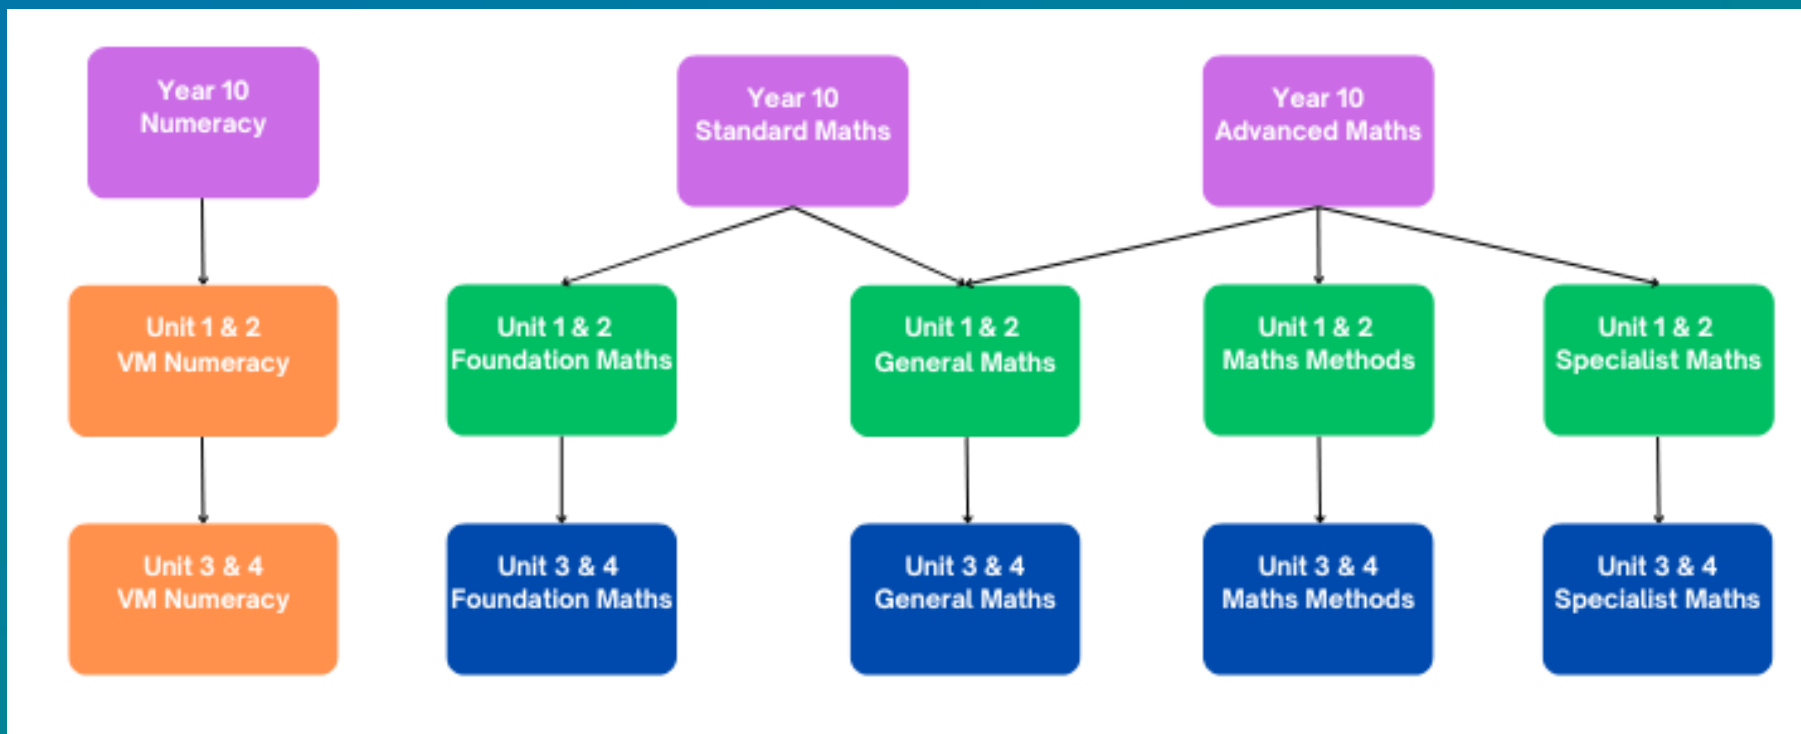 Year 10
Numeracy
Year 10
Standard Maths
Year 10
Advanced Maths
Unit 1 & 2
VM Numeracy
Unit 1 & 2
Foundation Maths
Unit 1 & 2
General Maths
Unit 1 & 2
Maths Methods
Unit 1 & 2
Specialist Maths
Unit 3 & 4
VM Numeracy
Unit 3 & 4
Foundation Maths
Unit 3 & 4
General Maths
Unit 3 & 4
Maths Methods
Unit 3 & 4
Specialist Maths